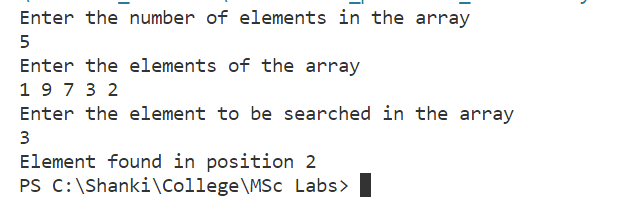 Enter the number of elements in the array
5
Enter the elements of the array
1 9 7 3 2
Enter the element to be searched in the array
3
Element found in position 2
PS C:\Shanki\College\MSc Labs>